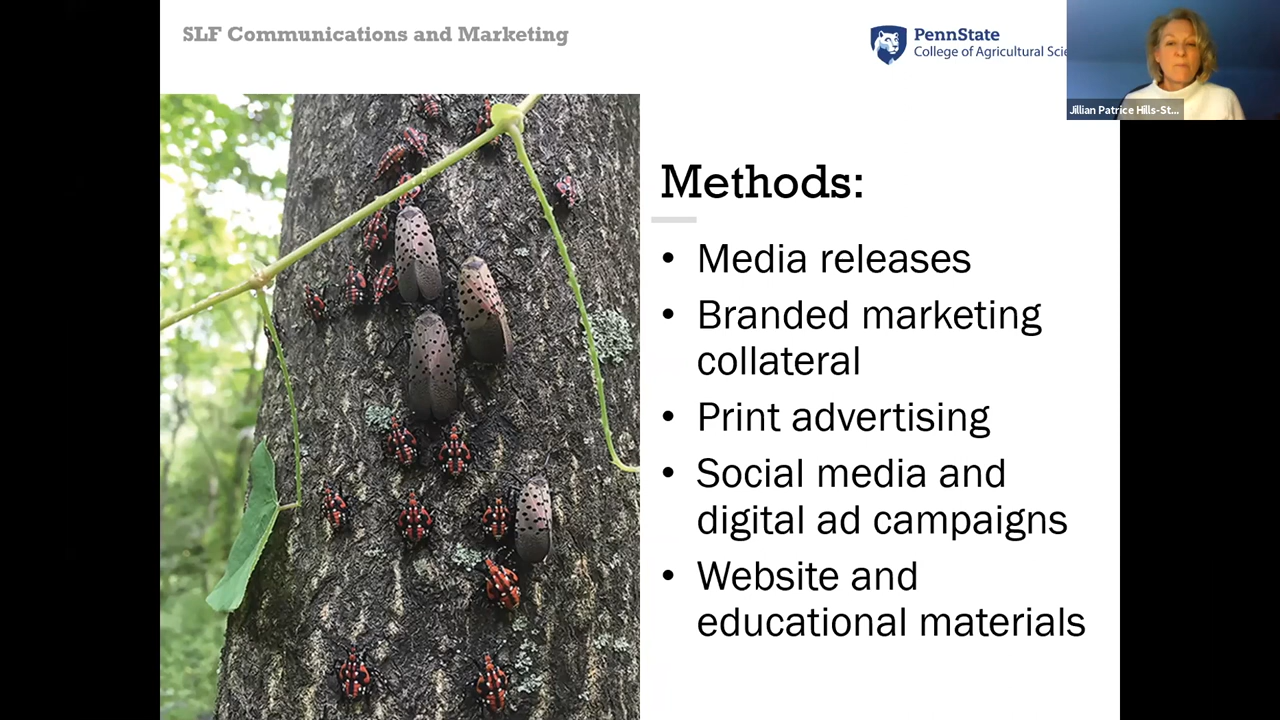 SLF Communications and Marketing
PennState
College of Agricultural Scie
Jillian Patrice Hills-St...
Methods:
• Media releases
• Branded marketing
collateral
• Print advertising
• Social media and
digital ad campaigns
• Website and
educational materials